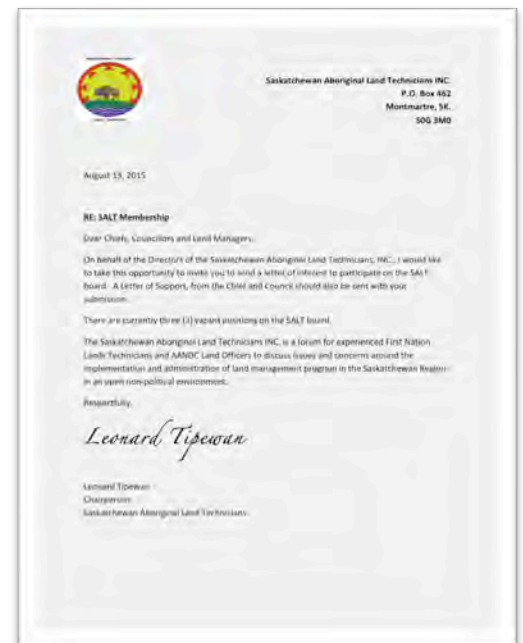 Saskatchewan Aboriginal Land Technicians INC.
P.O. Box 462
Montmartre, SK.
S0G 3M0
August 13, 2015
RE: SALT Membership
Dear Chiefs, Councillors and Land Managers:
On behalf of the Directors of the Saskatchewan Aboriginal Land Technicians, INC., I would like
to take this opportunity to invite you to send a letter of interest to participate on the SALT
board. A Letter of Support, from the Chief and Council should also be sent with your
submission.
There are currently three (3) vacant positions on the SALT board.
The Saskatchewan Aboriginal Land Technicians INC. is a forum for experienced First Nation
Lands Technicians and AANDC Land Officers to discuss issues and concerns around the
implementation and administration of land management program in the Saskatchewan Region
in an open non-political environment.
Respectfully,
Leonard Tipewan
Leonard Tipewan
Chairperson
Saskatchewan Aboriginal Land Technicians